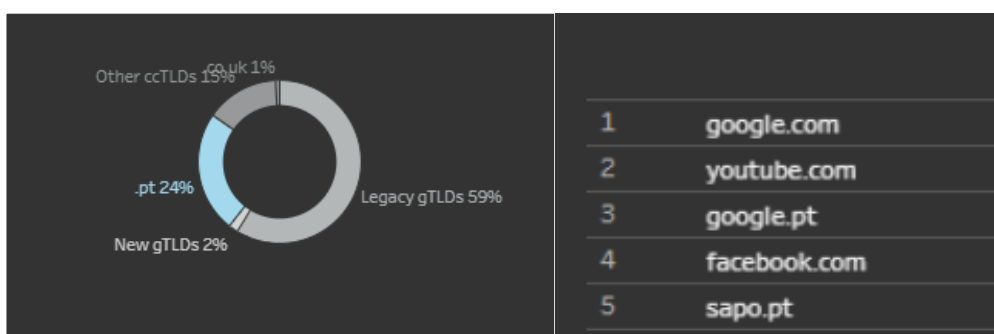 co.uk 1%
Other ccTLDs 15%
.pt 24%
Legacy gTLDs 59%
New gTLDs 2%
1 google.com
2 youtube.com
3 google.pt
4 facebook.com
5 sapo.pt